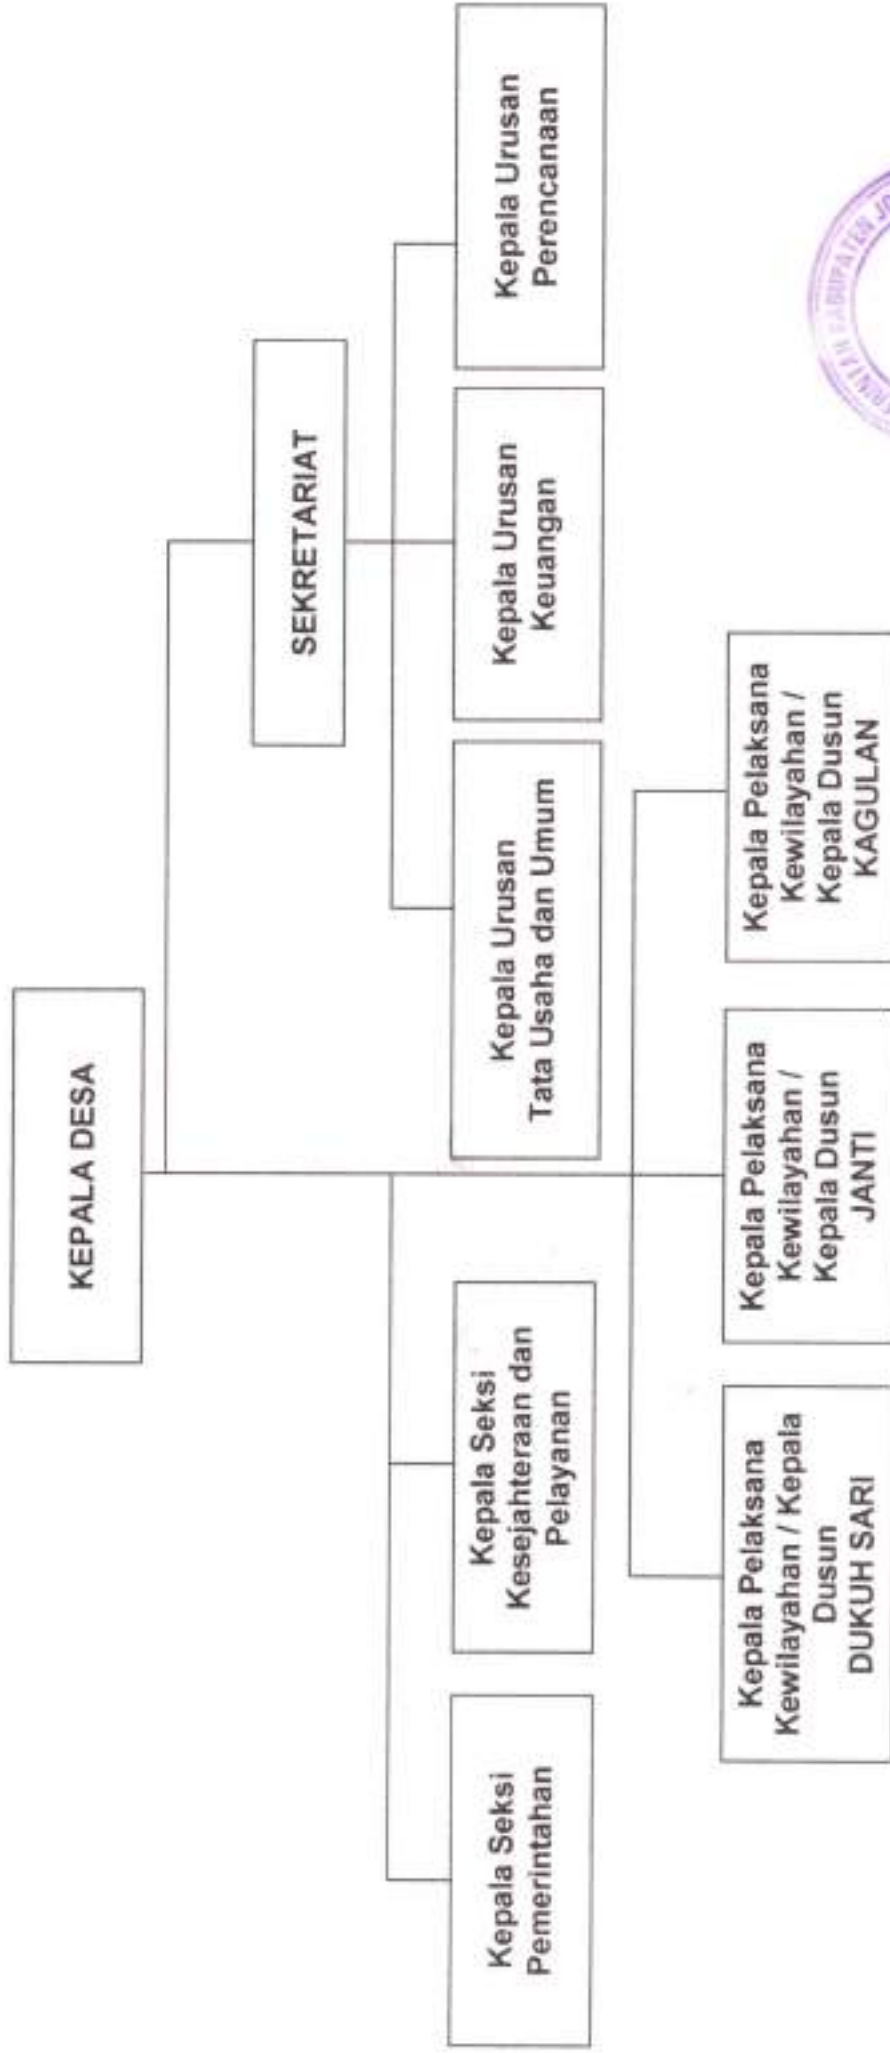 KEPALA DESA
SEKRETARIAT
Kepala Seksi
Pemerintahan
Kepala Seksi
Kesejahteraan dan
Pelayanan
Kepala Urusan
Tata Usaha dan Umum
Kepala Urusan
Keuangan
Kepala Urusan
Perencanaan
Kepala Pelaksana
Kewilayahan / Kepala
Dusun
DUKUH SARI
Kepala Pelaksana
Kewilayahan /
Kepala Dusun
JANTI
Kepala Pelaksana
Kewilayahan /
Kepala Dusun
KAGULAN
KABUPATEN